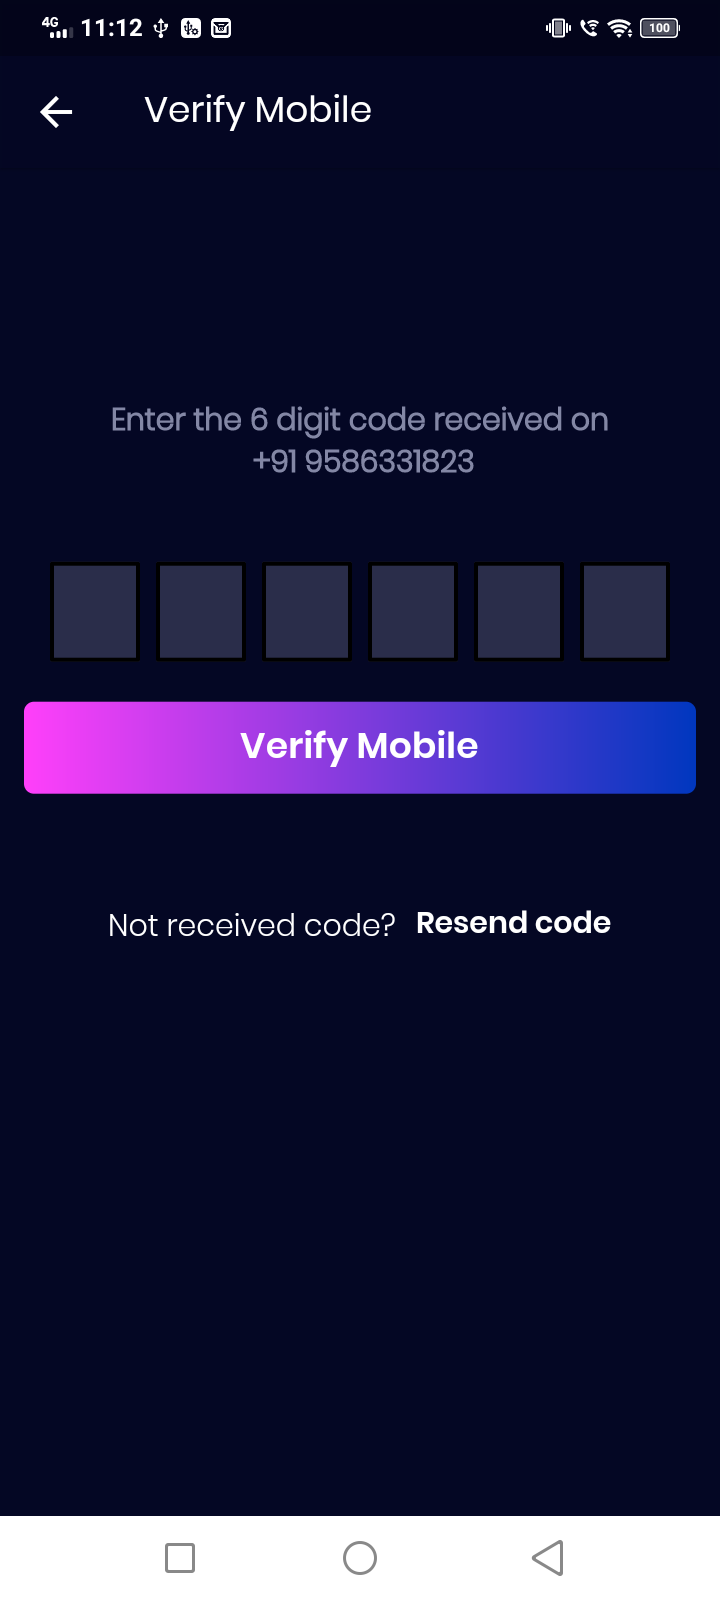 4G 11:12 100
Verify Mobile
Enter the 6 digit code received on
+91 9586331823
Verify Mobile
Not received code? Resend code